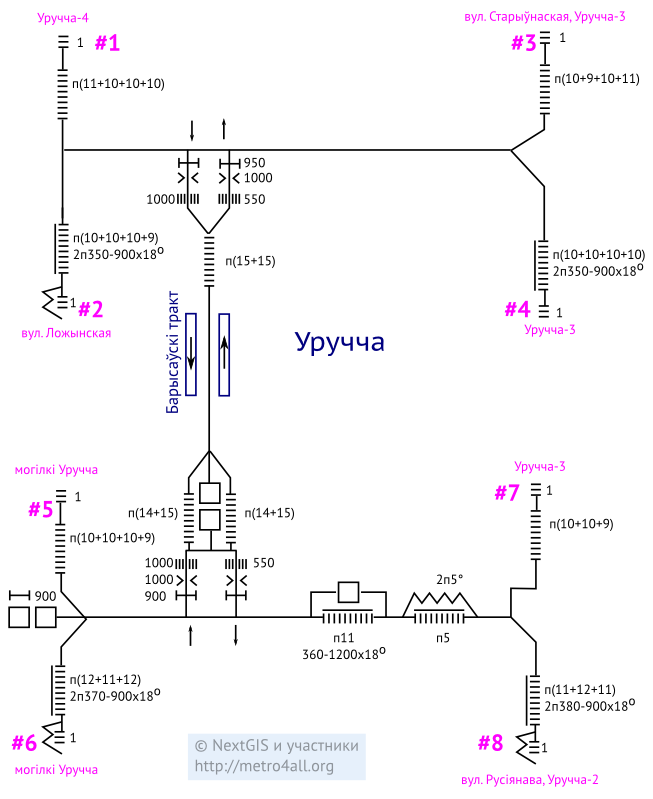 Уручча-4
1 #1
п(11+10+10+10)
вул. Старыўнаская, Уручча-3
#3 1
п(10+9+10+11)
950
1000
1000 550
п(15+15)
п(10+10+10+9)
2п350-900x18º
1 #2
вул. Ложынская
п(10+10+10+10)
2п350-900x18º
#4 1
Уручча-3
Барысаўскі тракт
Уручча
могілкі Уручча
1
#5
п(10+10+10+9)
п(14+15) п(14+15)
1000 550
1000
900
900
Уручча-3
#7 1
п(10+10+9)
2п5°
п11
360-1200x18º
п5
п(12+11+12)
2п370-900x18º
#6 1
могілкі Уручча
п(11+12+11)
2п380-900x18º
#8 1
вул. Русіянава, Уручча-2
© NextGIS и участники
http://metro4all.org